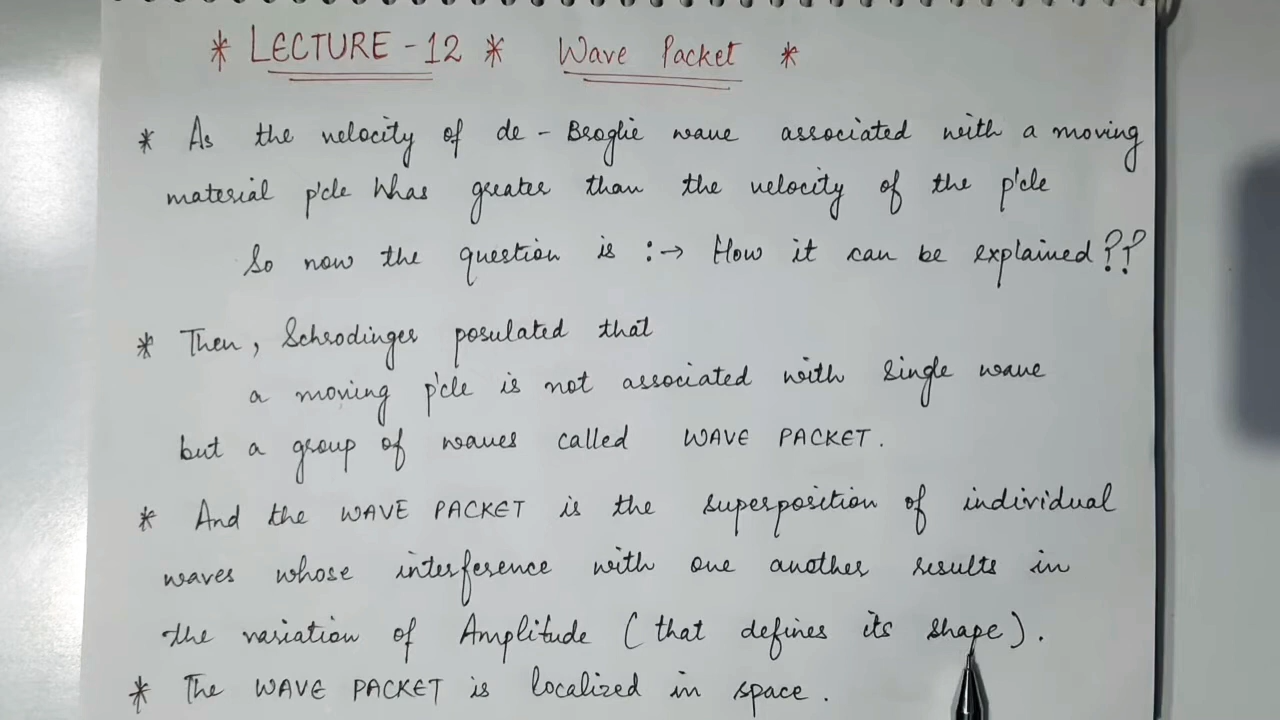 * LECTURE - 12 * Wave Packet *
* As the velocity of de - Broglie wave associated with a moving
material p'cle whas greater than the velocity of the p'cle
So now the question is :→ How it can be explained ??
* Then, Schrodinger posulated that
a moving p'cle is not associated with single wave
but a group of waves called WAVE PACKET.
* And the WAVE PACKET is the superposition of individual
waves whose interference with one another results in
the variation of Amplitude (that defines its shape).
* The WAVE PACKET is localized in space.